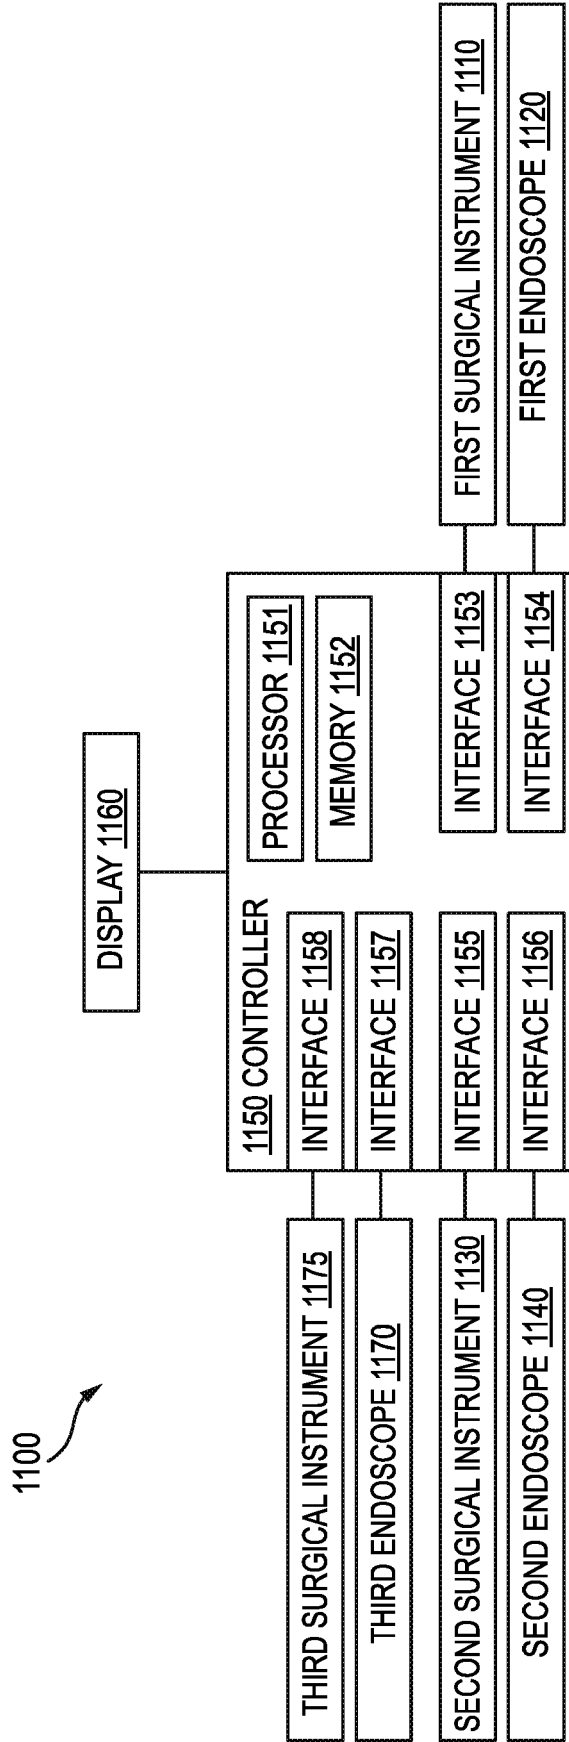 1100
DISPLAY 1160
1150 CONTROLLER
PROCESSOR 1151
MEMORY 1152
THIRD SURGICAL INSTRUMENT 1175
INTERFACE 1158
THIRD ENDOSCOPE 1170
INTERFACE 1157
SECOND SURGICAL INSTRUMENT 1130
INTERFACE 1155
INTERFACE 1153
FIRST SURGICAL INSTRUMENT 1110
SECOND ENDOSCOPE 1140
INTERFACE 1156
INTERFACE 1154
FIRST ENDOSCOPE 1120